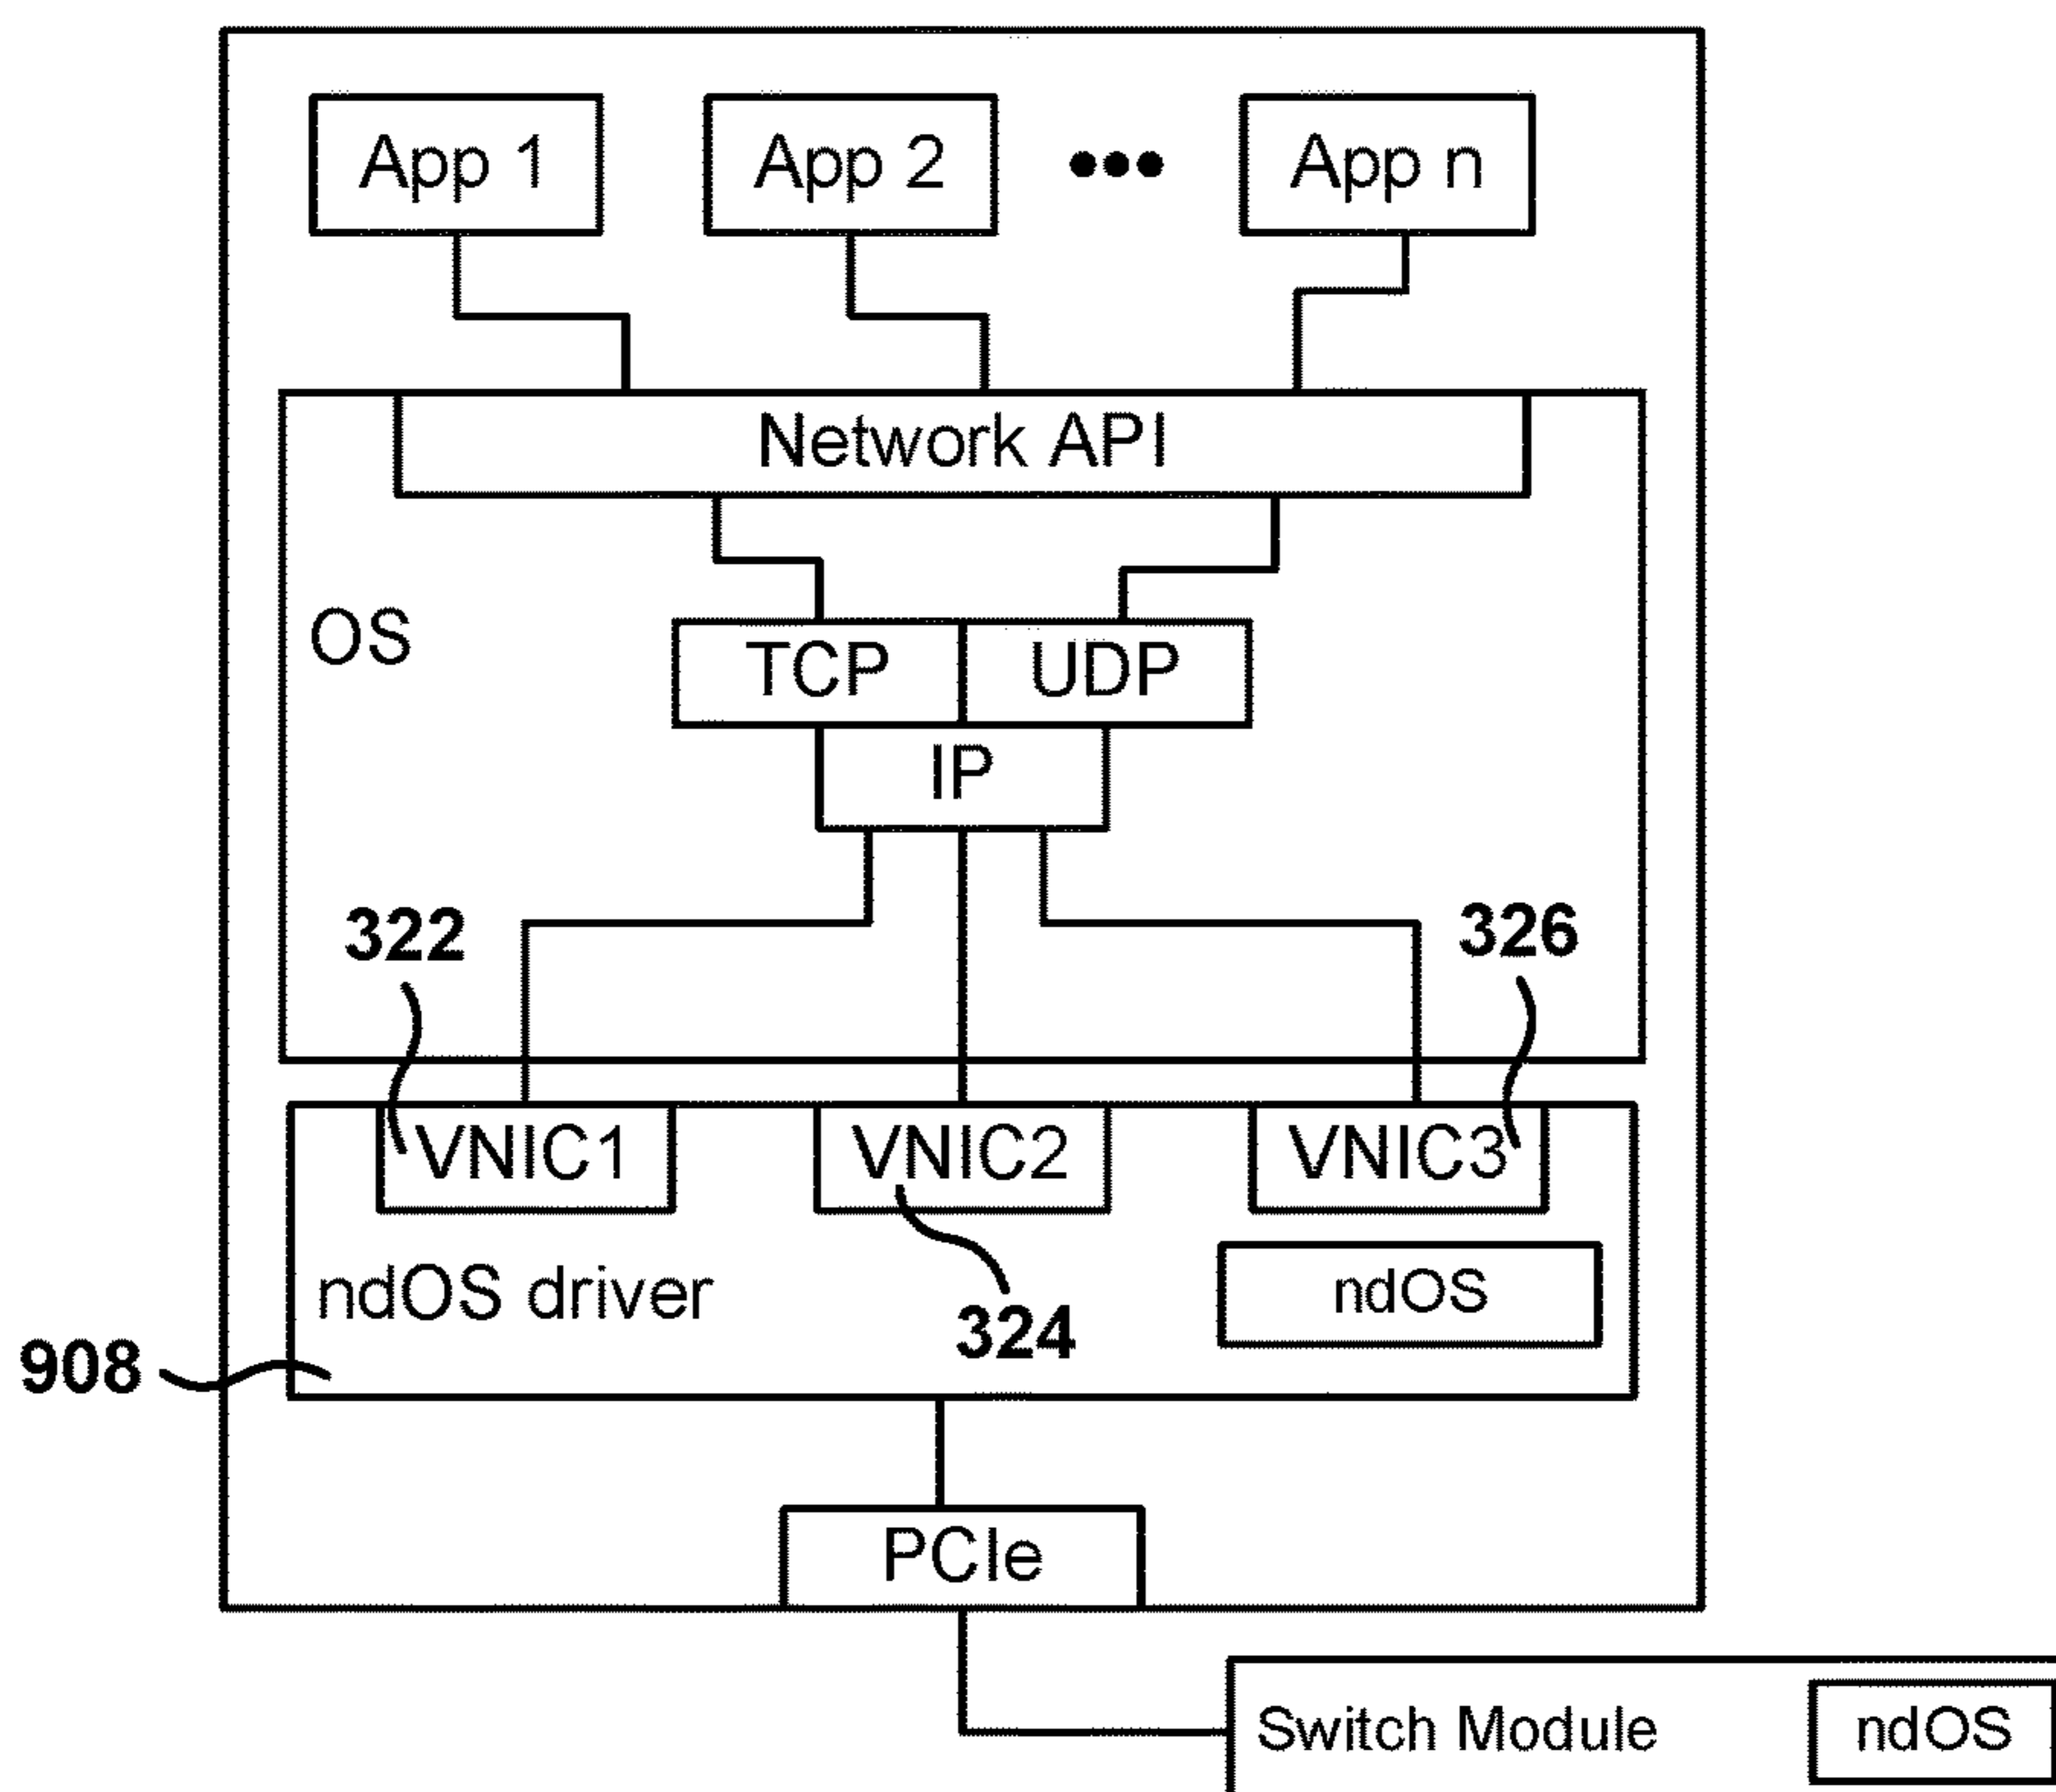 App 1
App 2
•••
App n
Network API
OS
TCP
UDP
IP
322
326
VNIC1
VNIC2
VNIC3
ndOS driver
324
ndOS
908
PCIe
Switch Module
ndOS